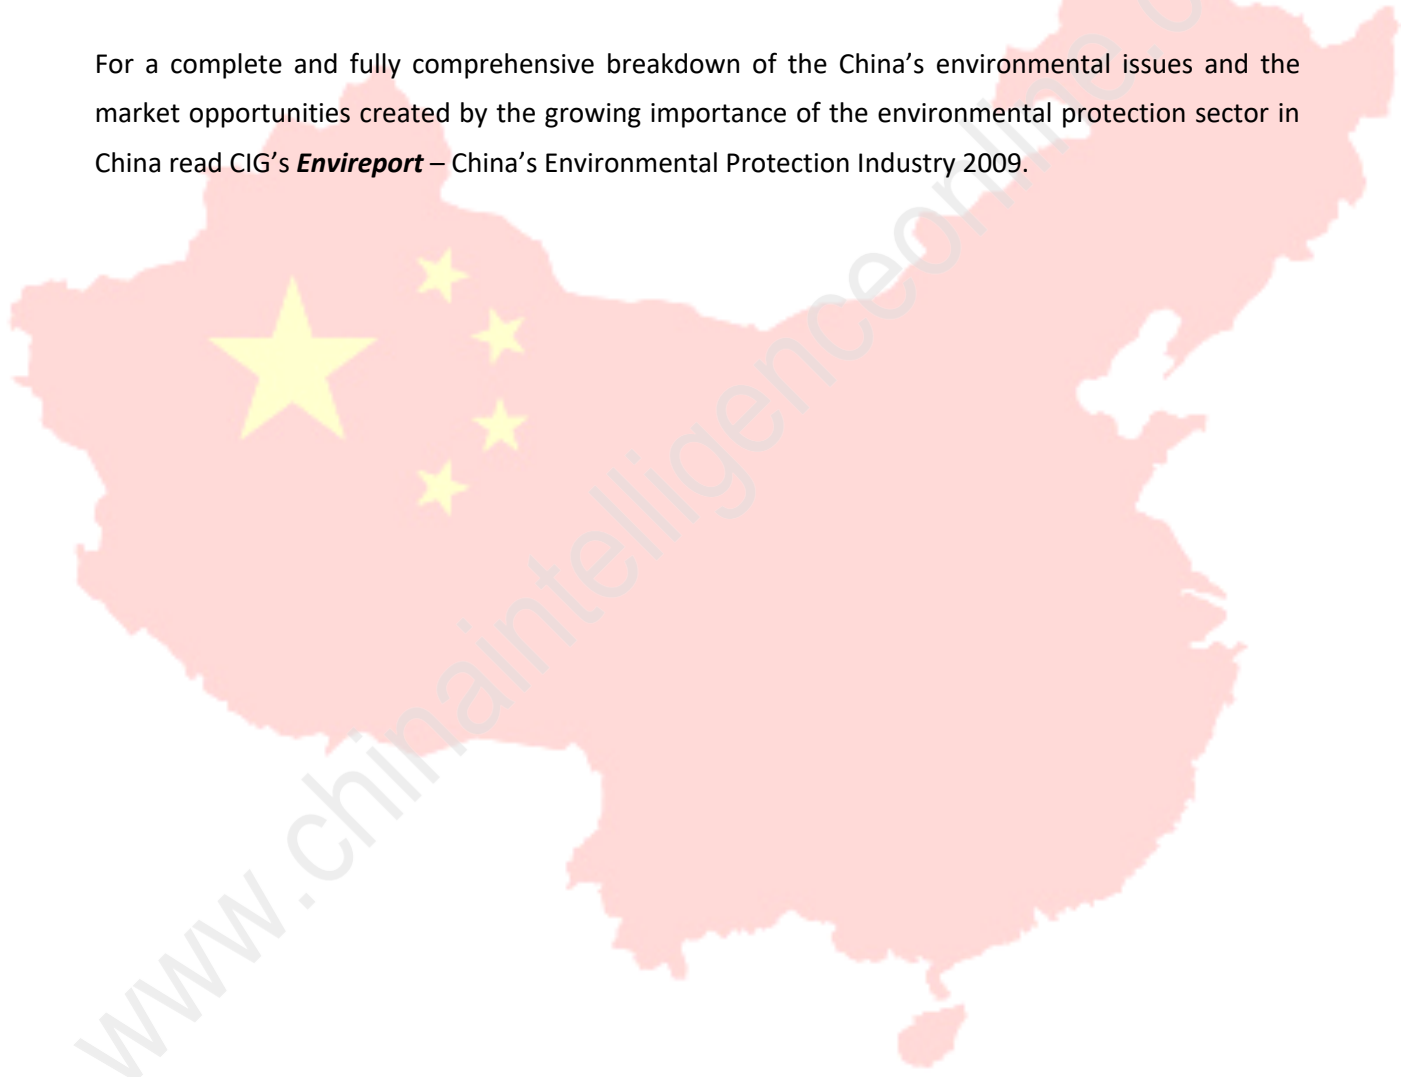 For a complete and fully comprehensive breakdown of the China’s environmental issues and the
market opportunities created by the growing importance of the environmental protection sector in
China read CIG’s Envireport – China’s Environmental Protection Industry 2009.
www.chinaintelligenceonline.c